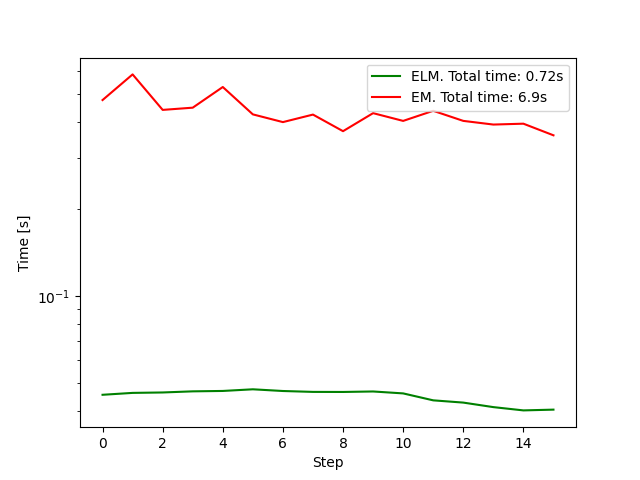 ELM. Total time: 0.72s
EM. Total time: 6.9s
Time [s]
10⁻¹
0 2 4 6 8 10 12 14
Step